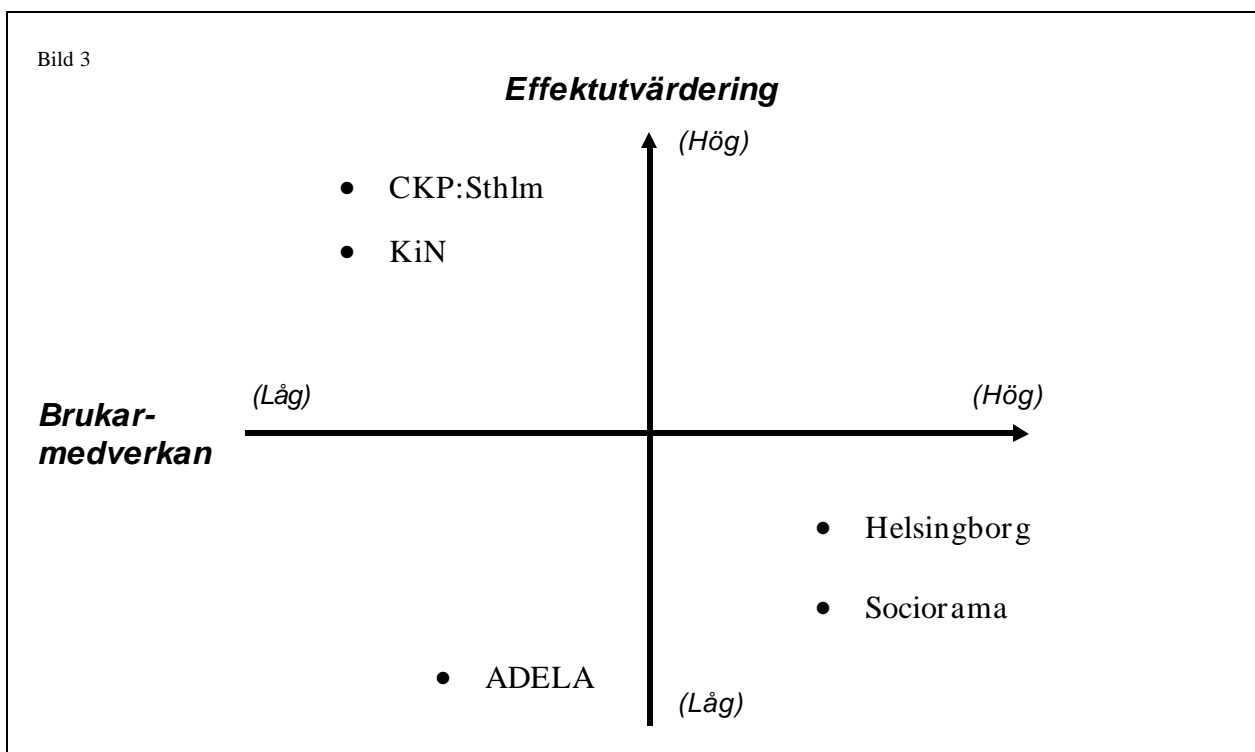 Bild 3
Effektutvärdering
(Hög)
• CKP:Sthlm
• KiN
(Låg)
(Hög)
Brukar-
medverkan
• Helsingborg
• Sociorama
• ADELA
(Låg)